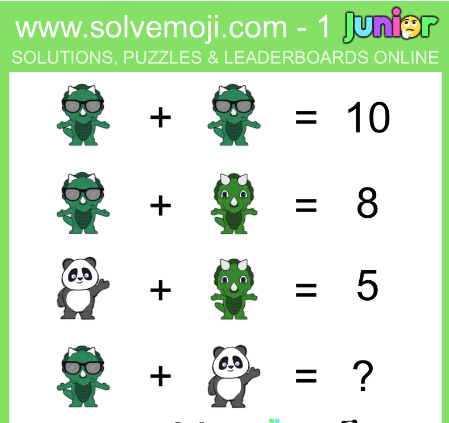 www.solvemoji.com - 1 Junior
SOLUTIONS, PUZZLES & LEADERBOARDS ONLINE
+ = 10
+ = 8
+ = 5
+ = ?